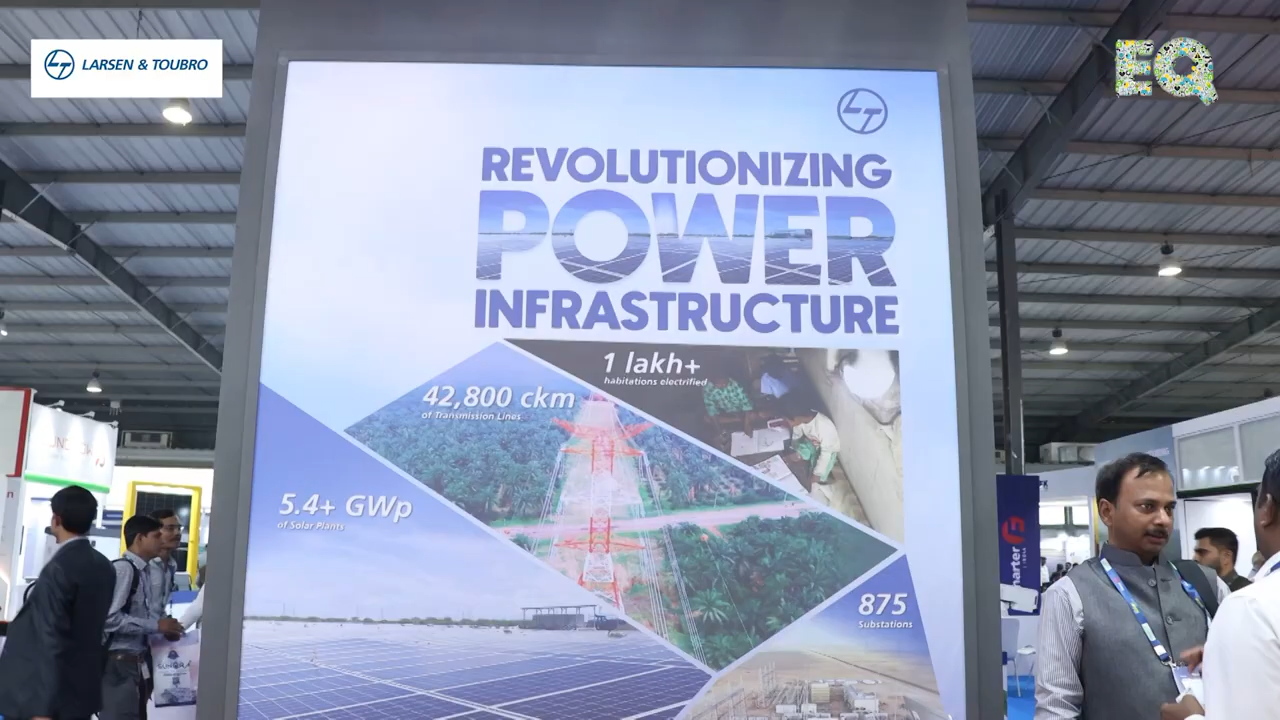 LARSEN & TOUBRO
EQ
LT
REVOLUTIONIZING
POWER
INFRASTRUCTURE
1 lakh+
habitations electrified
42,800 ckm
of Transmission Lines
5.4+ GWp
of Solar Plants
875
Substations